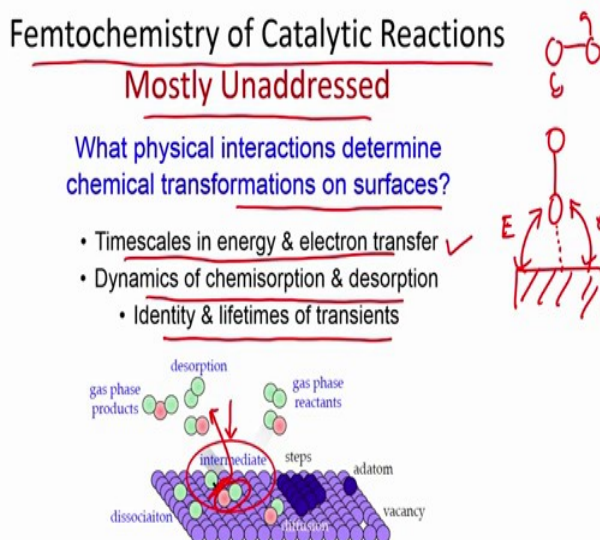 Femtochemistry of Catalytic Reactions
Mostly Unaddressed
What physical interactions determine
chemical transformations on surfaces?
• Timescales in energy & electron transfer
• Dynamics of chemisorption & desorption
• Identity & lifetimes of transients
E
desorption
gas phase
products
gas phase
reactants
intermediate
steps
adatom
dissociaiton
diffusion
vacancy